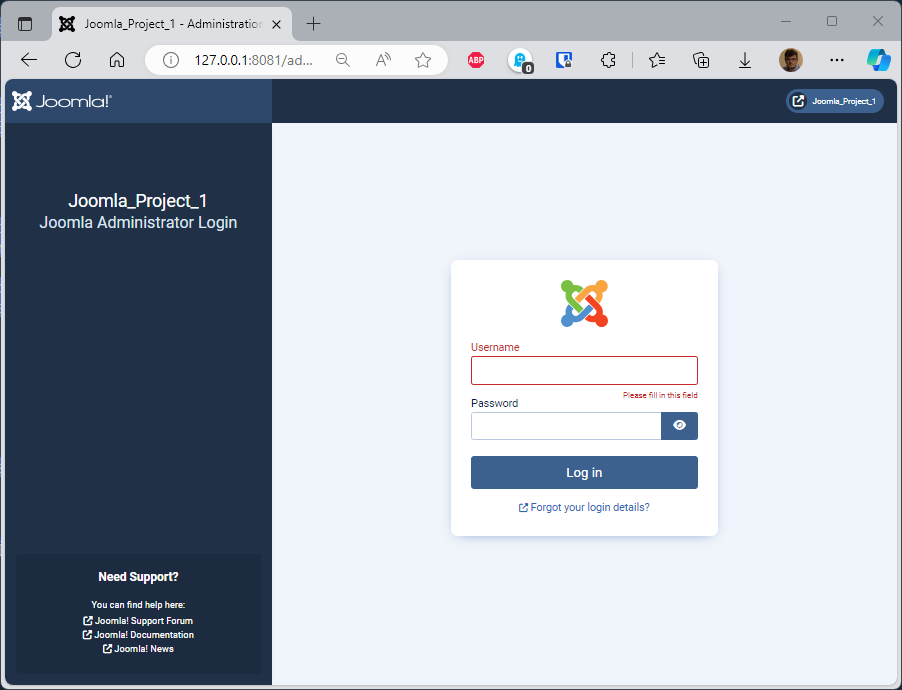 Joomla_Project_1 - Administration
127.0.0.1:8081/ad...
ABP
0
Joomla!®
Joomla_Project_1
Joomla_Project_1
Joomla Administrator Login
Username
Please fill in this field
Password
Log in
Forgot your login details?
Need Support?
You can find help here:
Joomla! Support Forum
Joomla! Documentation
Joomla! News